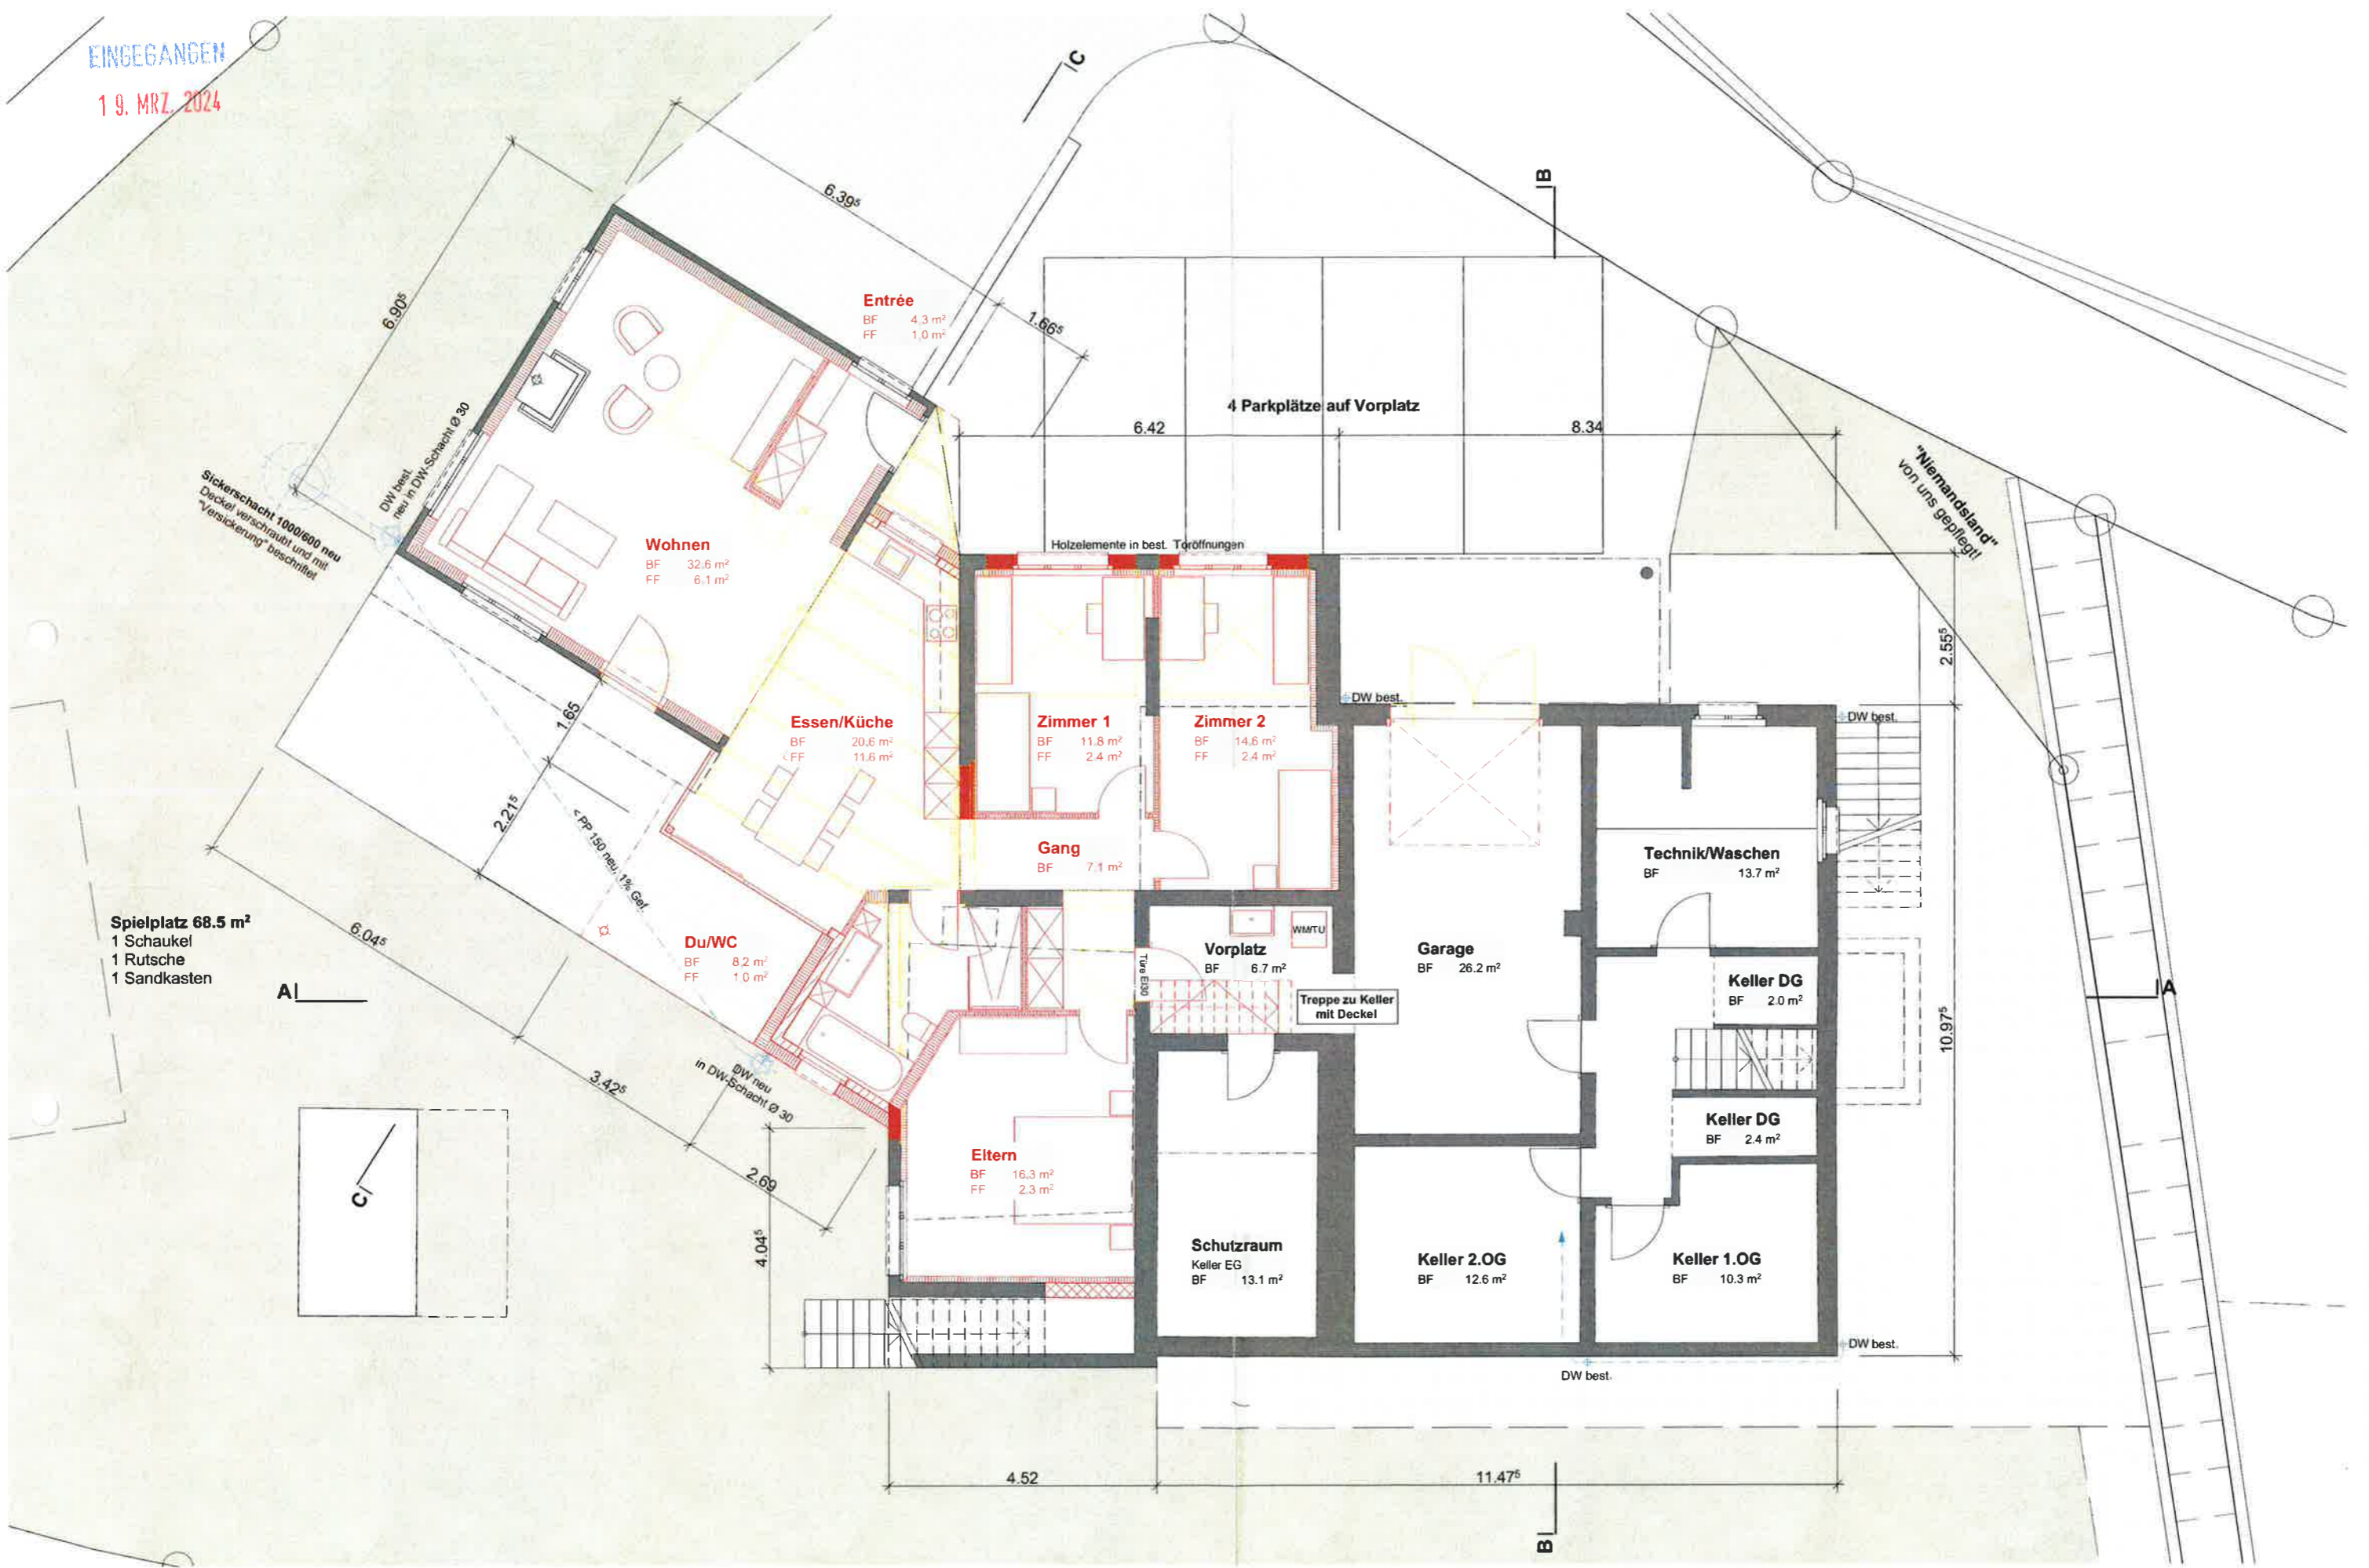 EINGEGANGEN
19. MRZ. 2024
C
B
6.39⁵
6.90⁵
1.66⁵
Entrée
BF 4.3 m²
FF 1.0 m²
4 Parkplätze auf Vorplatz
6.42
8.34
"Niemandsland"
von uns gepflegt!
DW best.
neu in DW-Schacht Ø 30
Sickerschacht 1000/600 neu
Deckel verschraubt und mit
"Versickerung" beschriftet
Wohnen
BF 32.6 m²
FF 6.1 m²
Holzelemente in best. Toröffnungen
2.55⁵
DW best.
DW best.
1.65
2.21⁵
Essen/Küche
BF 20.6 m²
FF 11.6 m²
Zimmer 1
BF 11.8 m²
FF 2.4 m²
Zimmer 2
BF 14.6 m²
FF 2.4 m²
< PP 150 neu, 1% Gef.
Gang
BF 7.1 m²
Technik/Waschen
BF 13.7 m²
Spielplatz 68.5 m²
1 Schaukel
1 Rutsche
1 Sandkasten
6.04⁵
A
Du/WC
BF 8.2 m²
FF 1.0 m²
Türe EI30
Vorplatz
BF 6.7 m²
WM/TU
Garage
BF 26.2 m²
Treppe zu Keller
mit Deckel
Keller DG
BF 2.0 m²
A
10.97⁵
3.42⁵
DW neu
in DW-Schacht Ø 30
2.69
Keller DG
BF 2.4 m²
Eltern
BF 16.3 m²
FF 2.3 m²
C
4.04⁵
Schutzraum
Keller EG
BF 13.1 m²
Keller 2.OG
BF 12.6 m²
Keller 1.OG
BF 10.3 m²
DW best.
DW best.
4.52
11.47⁵
B